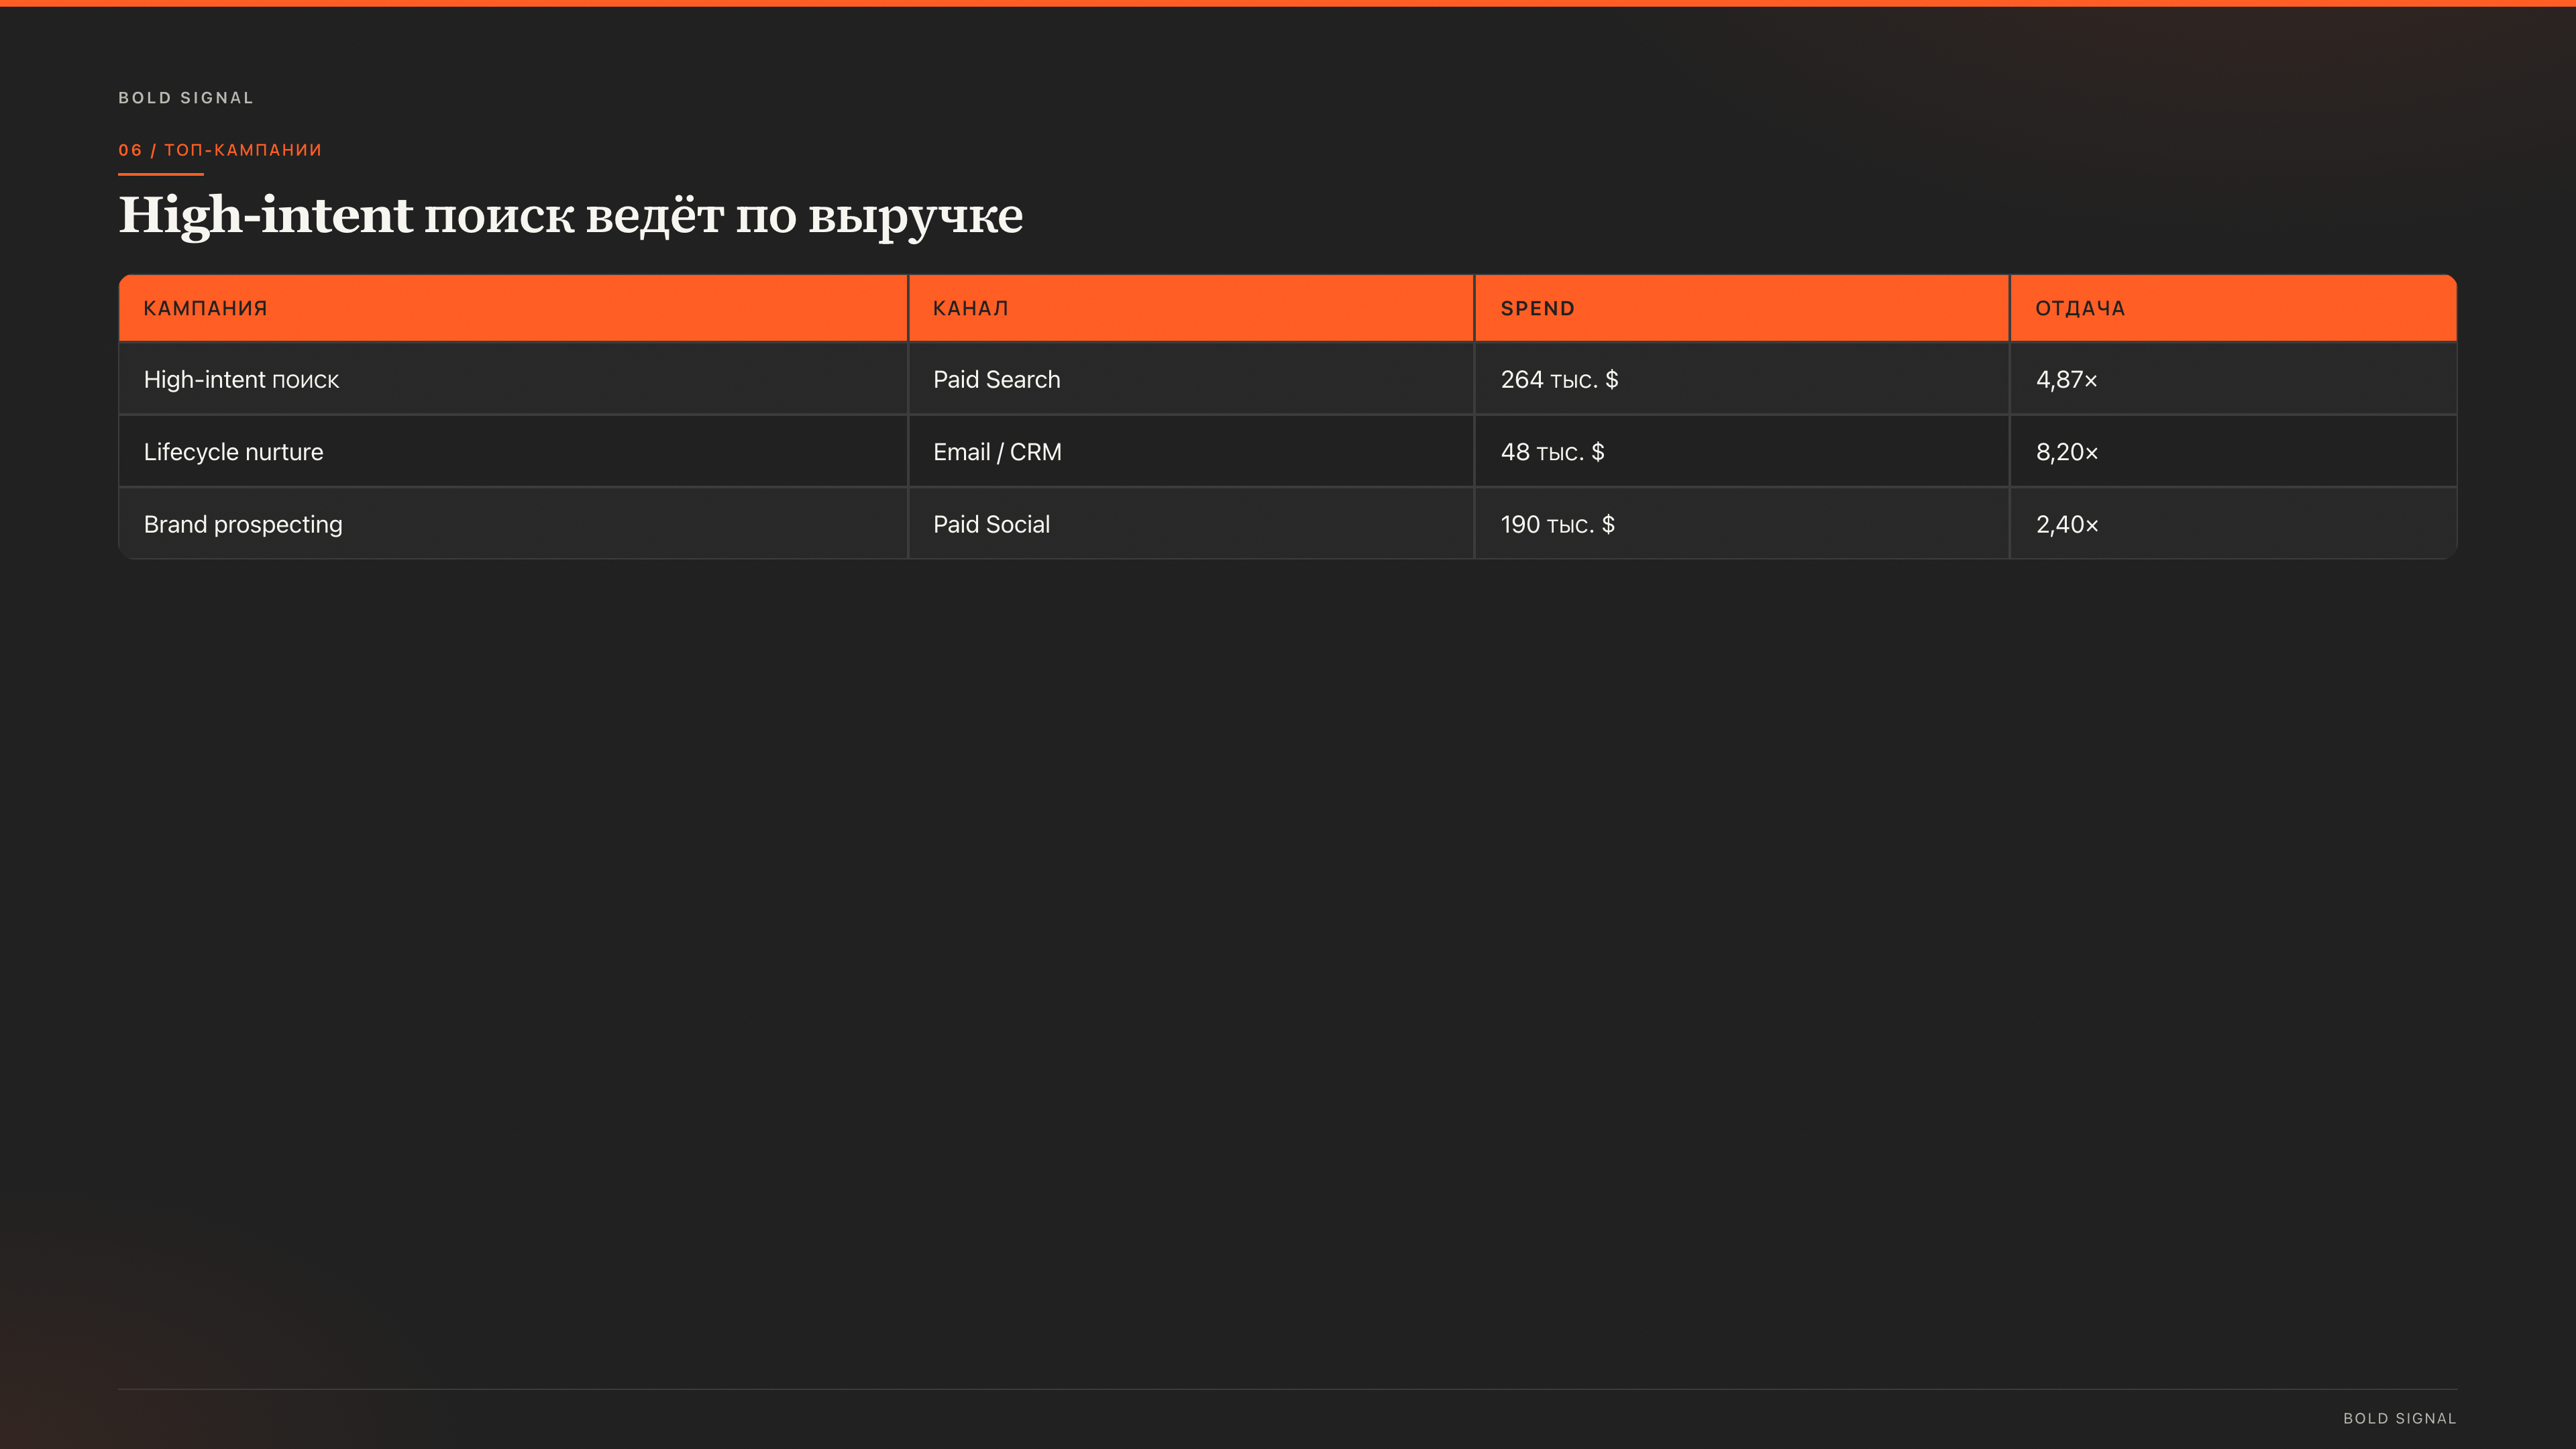 BOLD SIGNAL
06 / ТОП-КАМПАНИИ
High-intent поиск ведёт по выручке
КАМПАНИЯ КАНАЛ SPEND ОТДАЧА
High-intent поиск Paid Search 264 тыс. $ 4,87×
Lifecycle nurture Email / CRM 48 тыс. $ 8,20×
Brand prospecting Paid Social 190 тыс. $ 2,40×
BOLD SIGNAL